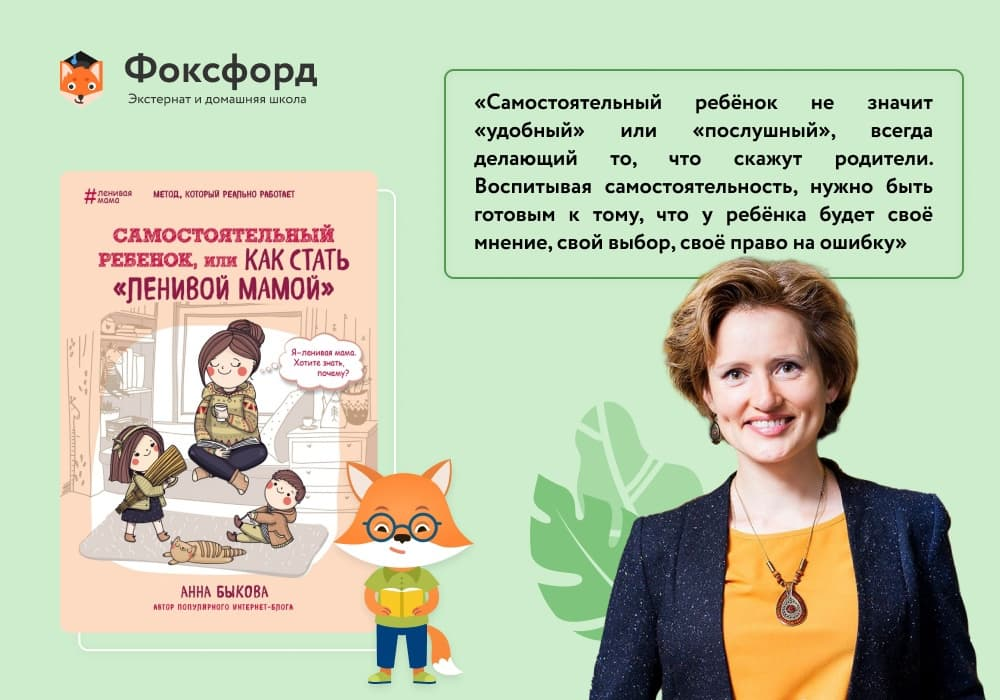 Фоксфорд
Экстернат и домашняя школа
«Самостоятельный ребёнок не значит
«удобный» или «послушный», всегда
делающий то, что скажут родители.
Воспитывая самостоятельность, нужно быть
готовым к тому, что у ребёнка будет своё
мнение, свой выбор, своё право на ошибку»
#ленивая
мама
МЕТОД, КОТОРЫЙ РЕАЛЬНО РАБОТАЕТ
САМОСТОЯТЕЛЬНЫЙ
РЕБЕНОК, ИЛИ КАК СТАТЬ
«ЛЕНИВОЙ МАМОЙ»
Я-ленивая мама.
Хотите знать,
почему?
АННА БЫКОВА
АВТОР ПОПУЛЯРНОГО ИНТЕРНЕТ-БЛОГА